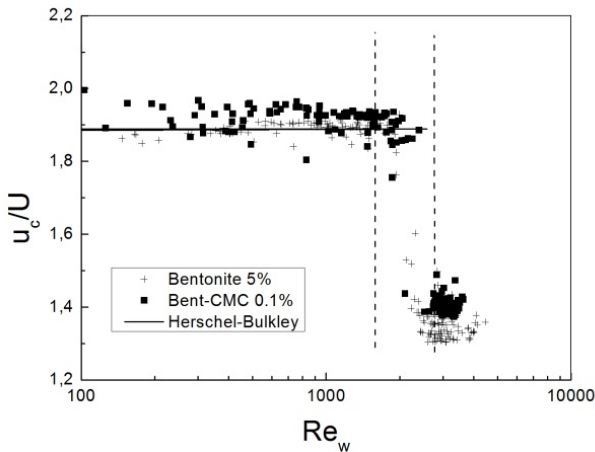 2,2
2,0
1,8
1,6
1,4
1,2
u_c/U
Bentonite 5%
Bent-CMC 0.1%
Herschel-Bulkley
100
1000
10000
Re_w